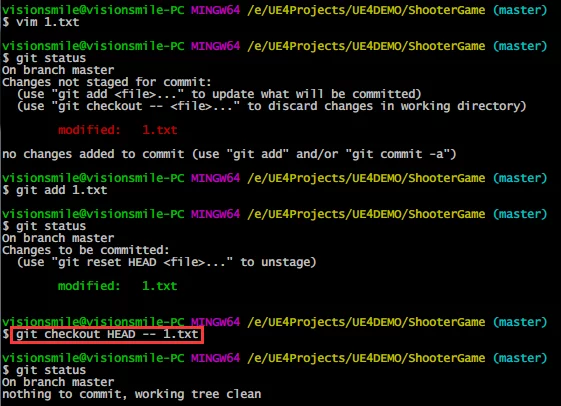 visionsmile@visionsmile-PC MINGW64 /e/UE4Projects/UE4DEMO/ShooterGame (master)
$ vim 1.txt
visionsmile@visionsmile-PC MINGW64 /e/UE4Projects/UE4DEMO/ShooterGame (master)
$ git status
On branch master
Changes not staged for commit:
  (use "git add <file>..." to update what will be committed)
  (use "git checkout -- <file>..." to discard changes in working directory)
        modified:   1.txt
no changes added to commit (use "git add" and/or "git commit -a")
visionsmile@visionsmile-PC MINGW64 /e/UE4Projects/UE4DEMO/ShooterGame (master)
$ git add 1.txt
visionsmile@visionsmile-PC MINGW64 /e/UE4Projects/UE4DEMO/ShooterGame (master)
$ git status
On branch master
Changes to be committed:
  (use "git reset HEAD <file>..." to unstage)
        modified:   1.txt
visionsmile@visionsmile-PC MINGW64 /e/UE4Projects/UE4DEMO/ShooterGame (master)
$ git checkout HEAD -- 1.txt
visionsmile@visionsmile-PC MINGW64 /e/UE4Projects/UE4DEMO/ShooterGame (master)
$ git status
On branch master
nothing to commit, working tree clean